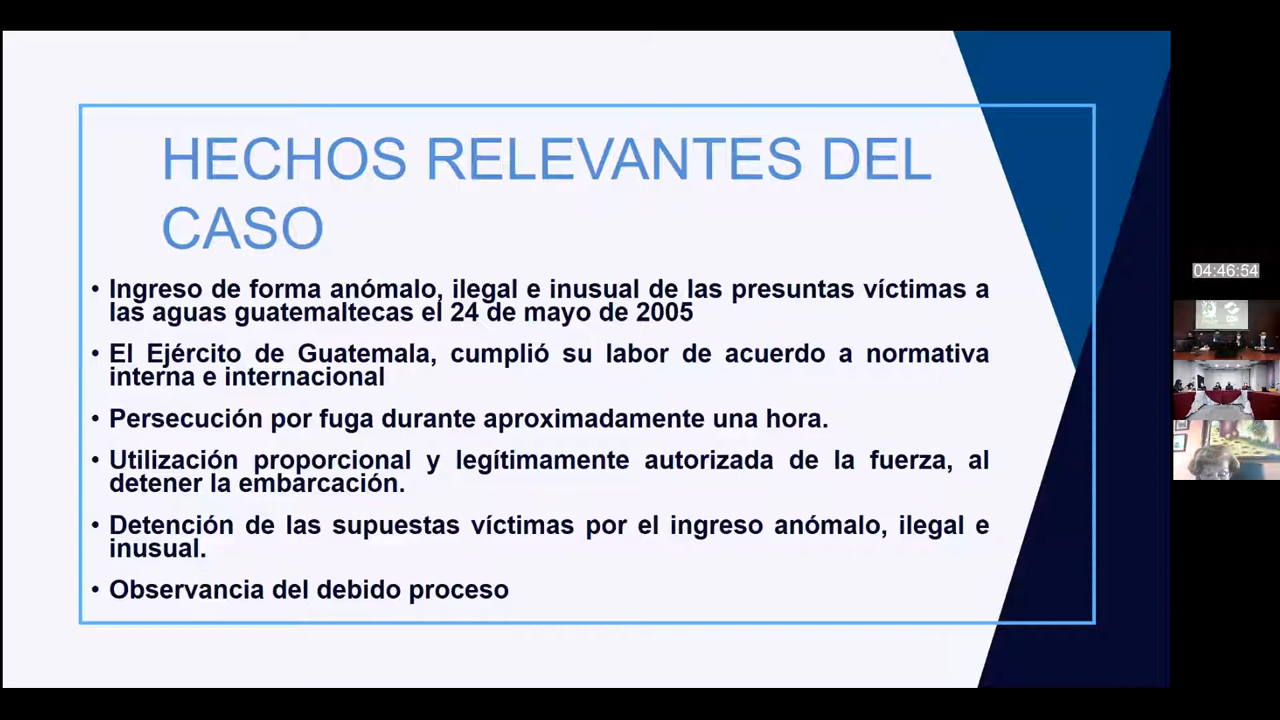 HECHOS RELEVANTES DEL
CASO
• Ingreso de forma anómalo, ilegal e inusual de las presuntas víctimas a
las aguas guatemaltecas el 24 de mayo de 2005
• El Ejército de Guatemala, cumplió su labor de acuerdo a normativa
interna e internacional
• Persecución por fuga durante aproximadamente una hora.
• Utilización proporcional y legítimamente autorizada de la fuerza, al
detener la embarcación.
• Detención de las supuestas víctimas por el ingreso anómalo, ilegal e
inusual.
• Observancia del debido proceso
04:46:54